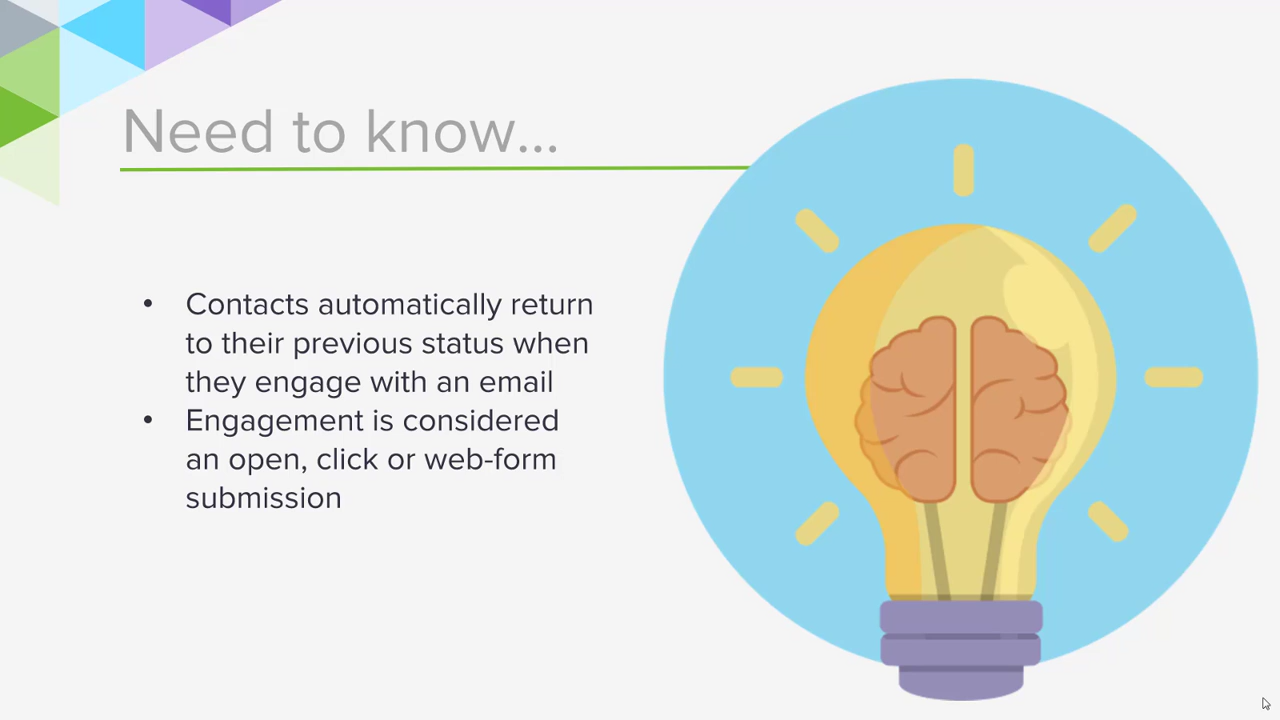 Need to know...
• Contacts automatically return
to their previous status when
they engage with an email
• Engagement is considered
an open, click or web-form
submission